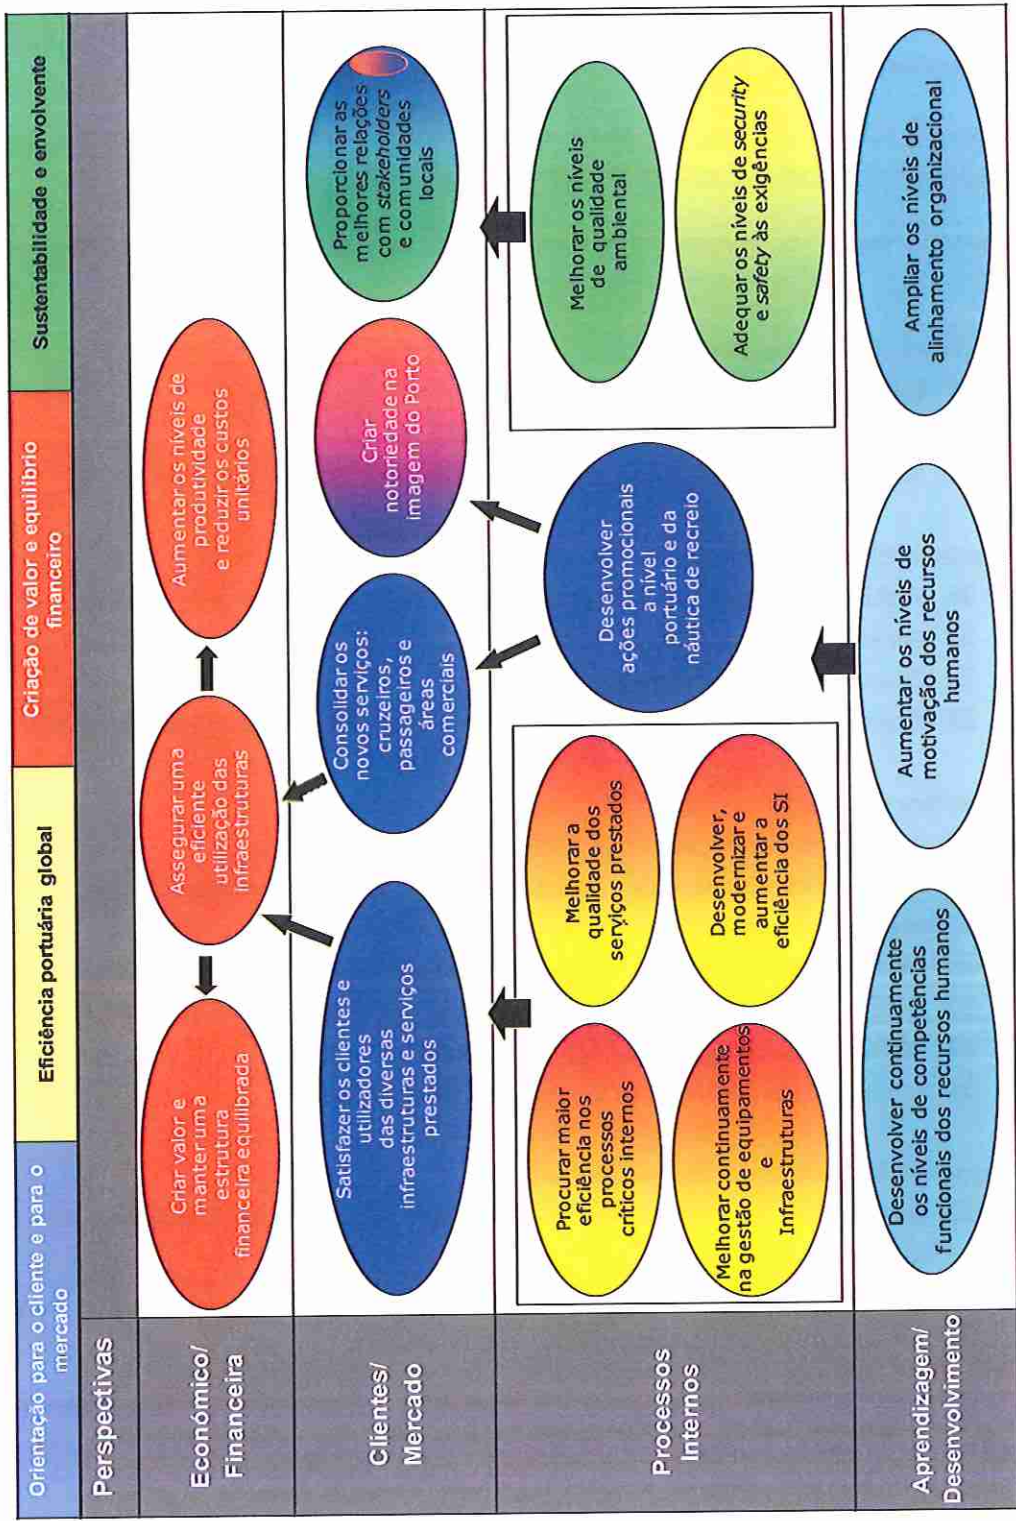 Orientação para o cliente e para o
mercado
Eficiência portuária global
Criação de valor e equilíbrio
financeiro
Sustentabilidade e envolvente
Perspectivas
Económico/
Financeira
Criar valor e
manter uma
estrutura
financeira equilibrada
Assegurar uma
eficiente
utilização das
infraestruturas
Aumentar os níveis de
produtividade
e reduzir os custos
unitários
Clientes/
Mercado
Satisfazer os clientes e
utilizadores
das diversas
infraestruturas e serviços
prestados
Consolidar os
novos serviços:
cruzeiros,
passageiros e
áreas
comerciais
Criar
notoriedade na
imagem do Porto
Proporcionar as
melhores relações
com stakeholders
e comunidades
locais
Processos
Internos
Procurar maior
eficiência nos
processos
críticos internos
Melhorar a
qualidade dos
serviços prestados
Melhorar continuamente
na gestão de equipamentos
e
Infraestruturas
Desenvolver,
modernizar e
aumentar a
eficiência dos SI
Desenvolver
ações promocionais
a nível
portuário e da
náutica de recreio
Melhorar os níveis
de qualidade
ambiental
Adequar os níveis de security
e safety às exigências
Aprendizagem/
Desenvolvimento
Desenvolver continuamente
os níveis de competências
funcionais dos recursos humanos
Aumentar os níveis de
motivação dos recursos
humanos
Ampliar os níveis de
alinhamento organizacional